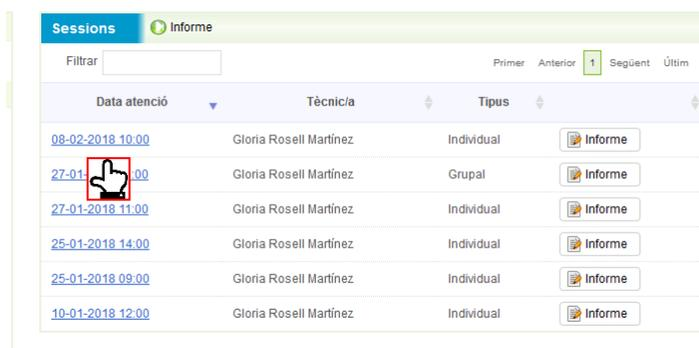 Sessions Informe
Filtrar Primer Anterior 1 Següent Últim
Data atenció Tècnic/a Tipus
08-02-2018 10:00 Gloria Rosell Martínez Individual Informe
27-01- :00 Gloria Rosell Martínez Grupal Informe
27-01-2018 11:00 Gloria Rosell Martínez Individual Informe
25-01-2018 14:00 Gloria Rosell Martínez Individual Informe
25-01-2018 09:00 Gloria Rosell Martínez Individual Informe
10-01-2018 12:00 Gloria Rosell Martínez Individual Informe